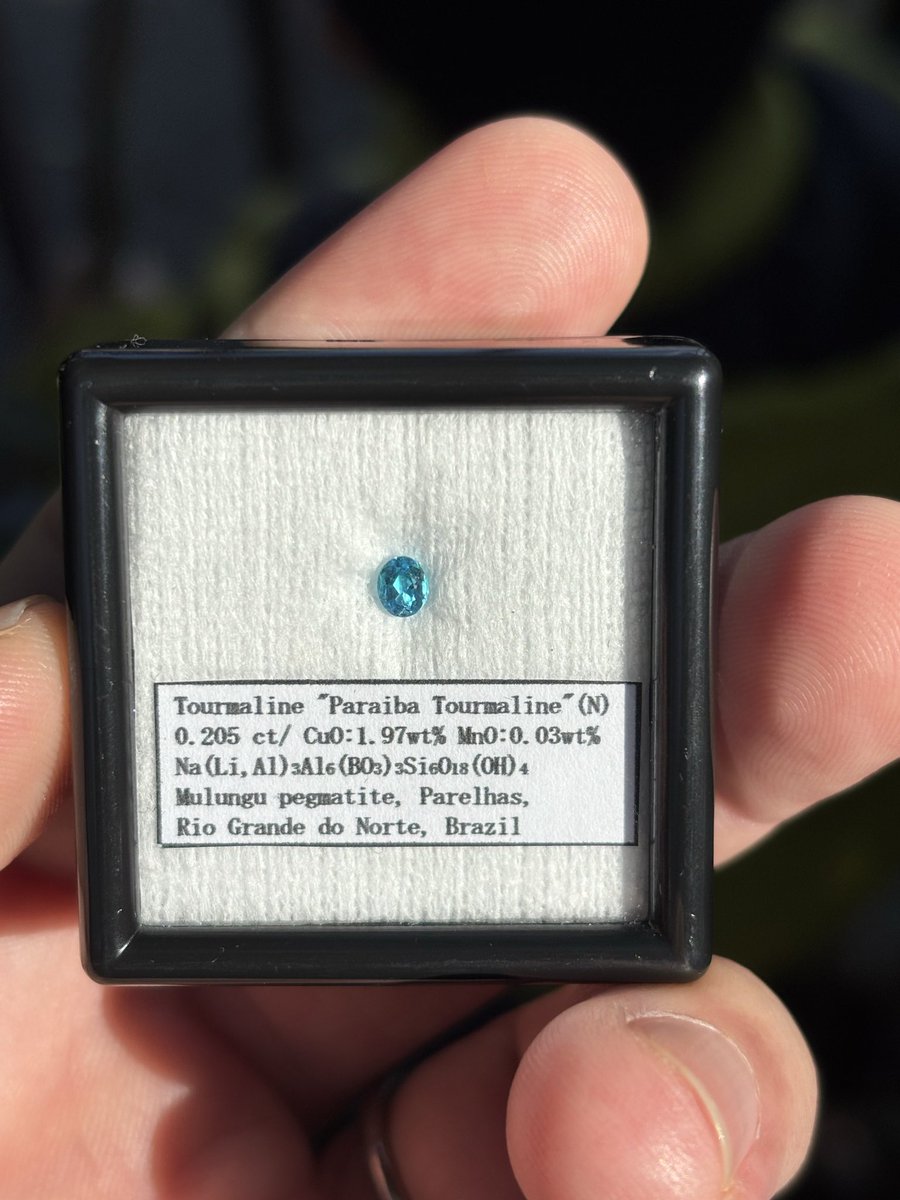 Tourmaline "Paraiba Tourmaline"(N)
0.205 ct/ CuO:1.97wt% MnO:0.03wt%
Na(Li,Al)₃Al₆(BO₃)₃Si₆O₁₈(OH)₄
Mulungu pegmatite, Parelhas,
Rio Grande do Norte, Brazil